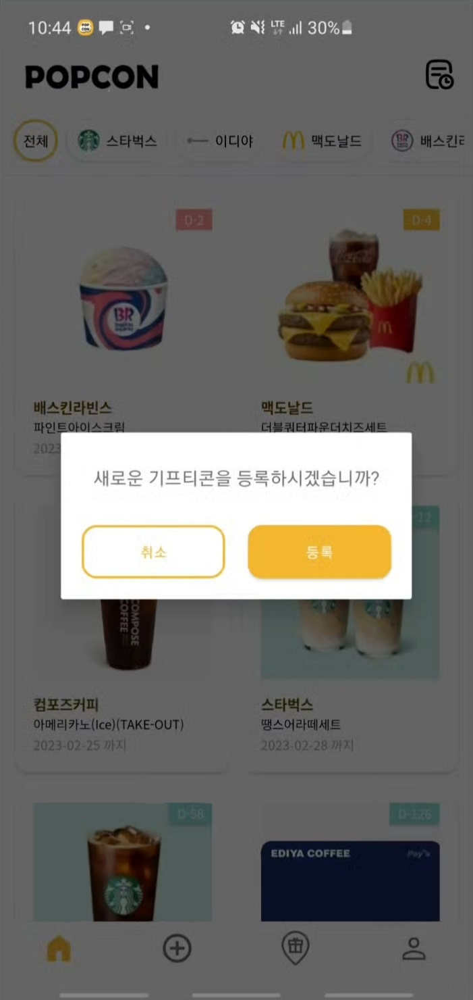 10:44
LTE
30%
POPCON
전체
스타벅스
이디야
맥도날드
배스킨라
D-2
D-4
BR
배스킨라빈스
파인트아이스크림
2023
맥도날드
더블쿼터파운더치즈세트
새로운 기프티콘을 등록하시겠습니까?
취소
등록
-12
COMPOSE
COFFEE
컴포즈커피
아메리카노(Ice)(TAKE-OUT)
2023-02-25 까지
스타벅스
땡스어라떼세트
2023-02-28 까지
D-58
D-126
EDIYA COFFEE